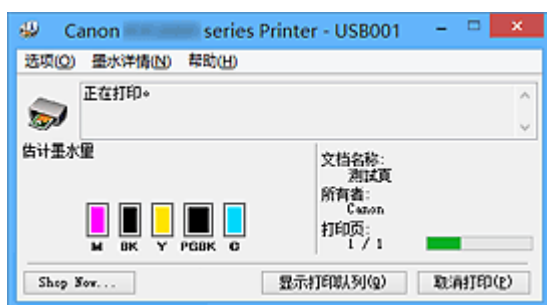 Canon series Printer - USB001
选项(O) 墨水详情(N) 帮助(H)
正在打印。
估计墨水量
M BK Y PGBK C
文档名称:
测试頁
所有者:
Canon
打印页:
1 / 1
Shop Now...
显示打印队列(Q)
取消打印(P)